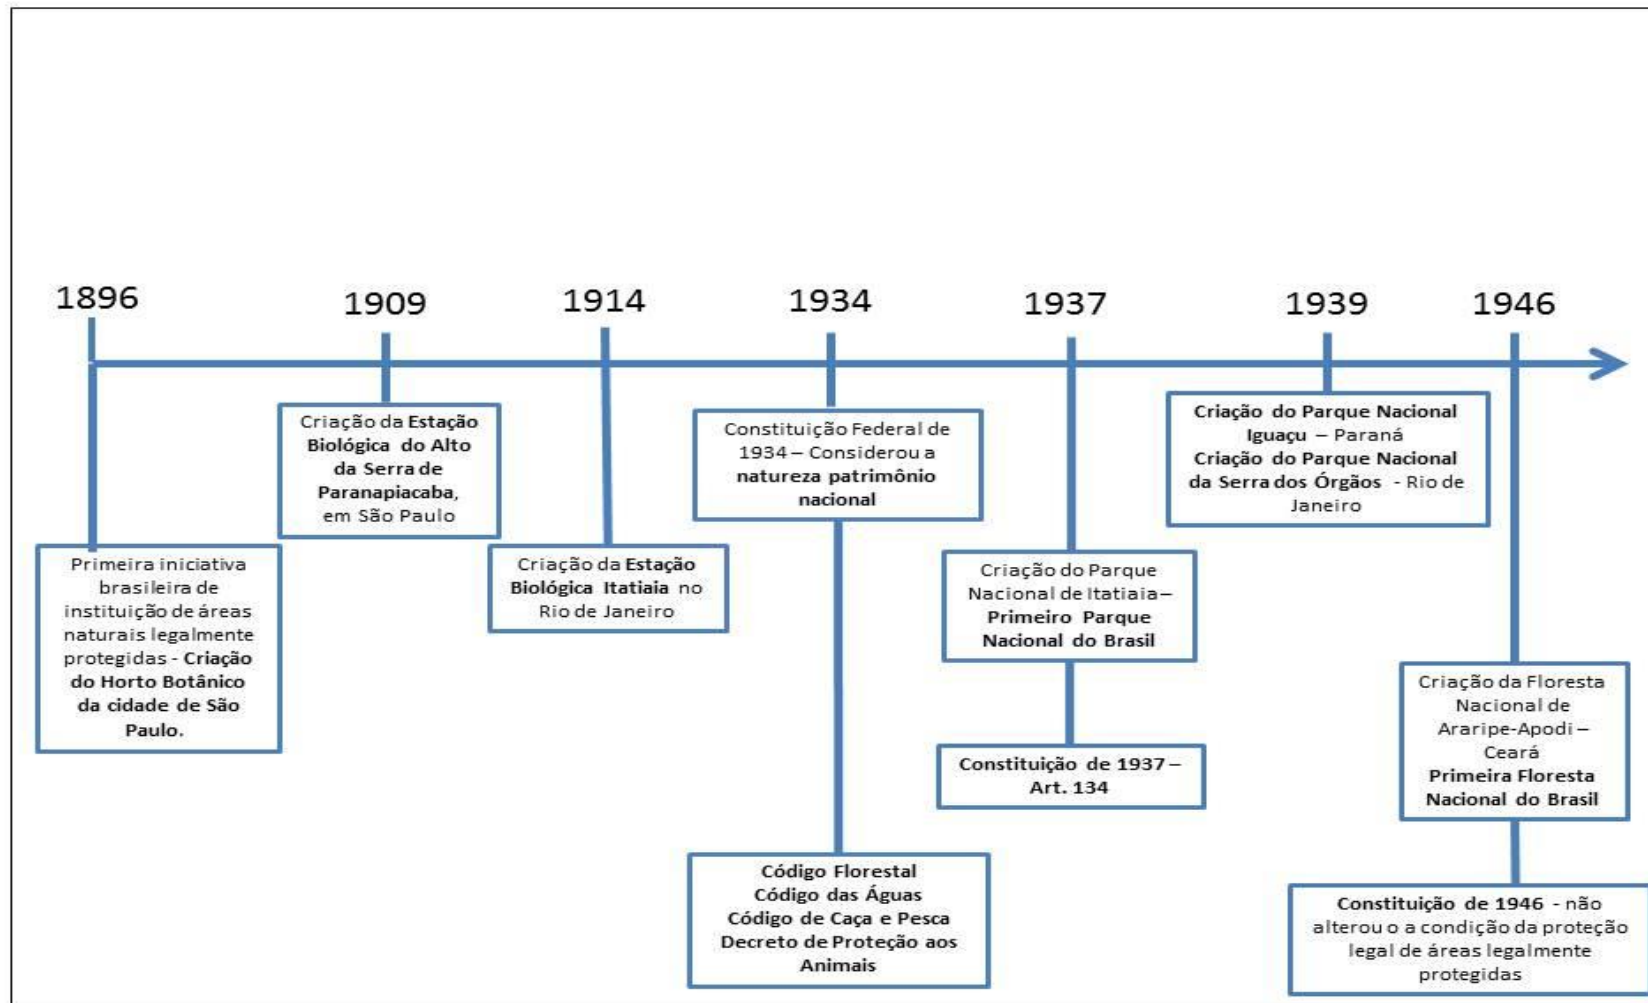 1896
1909
1914
1934
1937
1939
1946
Primeira iniciativa
brasileira de
instituição de áreas
naturais legalmente
protegidas - Criação
do Horto Botânico
da cidade de São
Paulo.
Criação da Estação
Biológica do Alto
da Serra de
Paranapiacaba,
em São Paulo
Criação da Estação
Biológica Itatiaia no
Rio de Janeiro
Constituição Federal de
1934 – Considerou a
natureza patrimônio
nacional
Código Florestal
Código das Águas
Código de Caça e Pesca
Decreto de Proteção aos
Animais
Criação do Parque
Nacional de Itatiaia –
Primeiro Parque
Nacional do Brasil
Constituição de 1937 –
Art. 134
Criação do Parque Nacional
Iguaçu – Paraná
Criação do Parque Nacional
da Serra dos Órgãos - Rio de
Janeiro
Criação da Floresta
Nacional de
Araripe-Apodi –
Ceará
Primeira Floresta
Nacional do Brasil
Constituição de 1946 - não
alterou o a condição da proteção
legal de áreas legalmente
protegidas